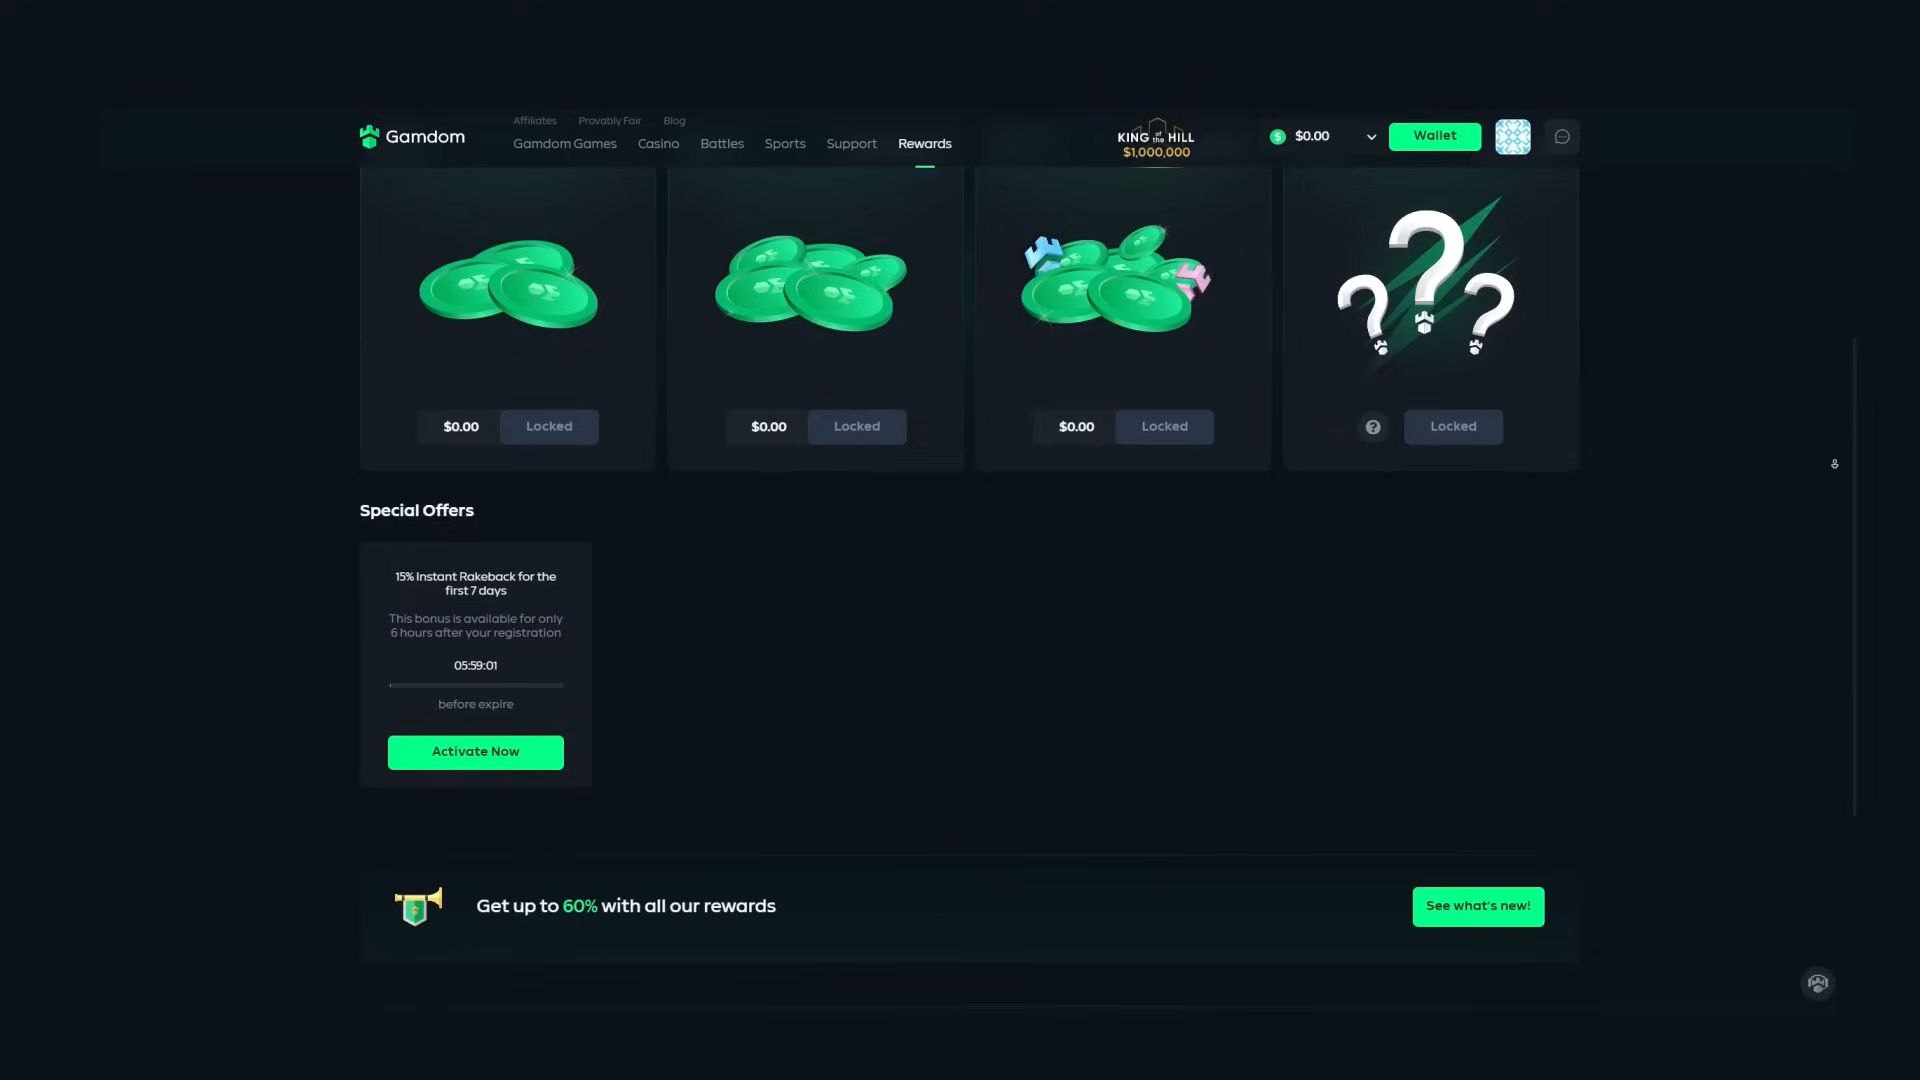 Affiliates Provably Fair Blog
Gamdom
Gamdom Games Casino Battles Sports Support Rewards
KING of the HILL
$1,000,000
$0.00
Wallet
$0.00 Locked
$0.00 Locked
$0.00 Locked
Locked
Special Offers
15% Instant Rakeback for the
first 7 days
This bonus is available for only
6 hours after your registration
05:59:01
before expire
Activate Now
Get up to 60% with all our rewards
See what's new!